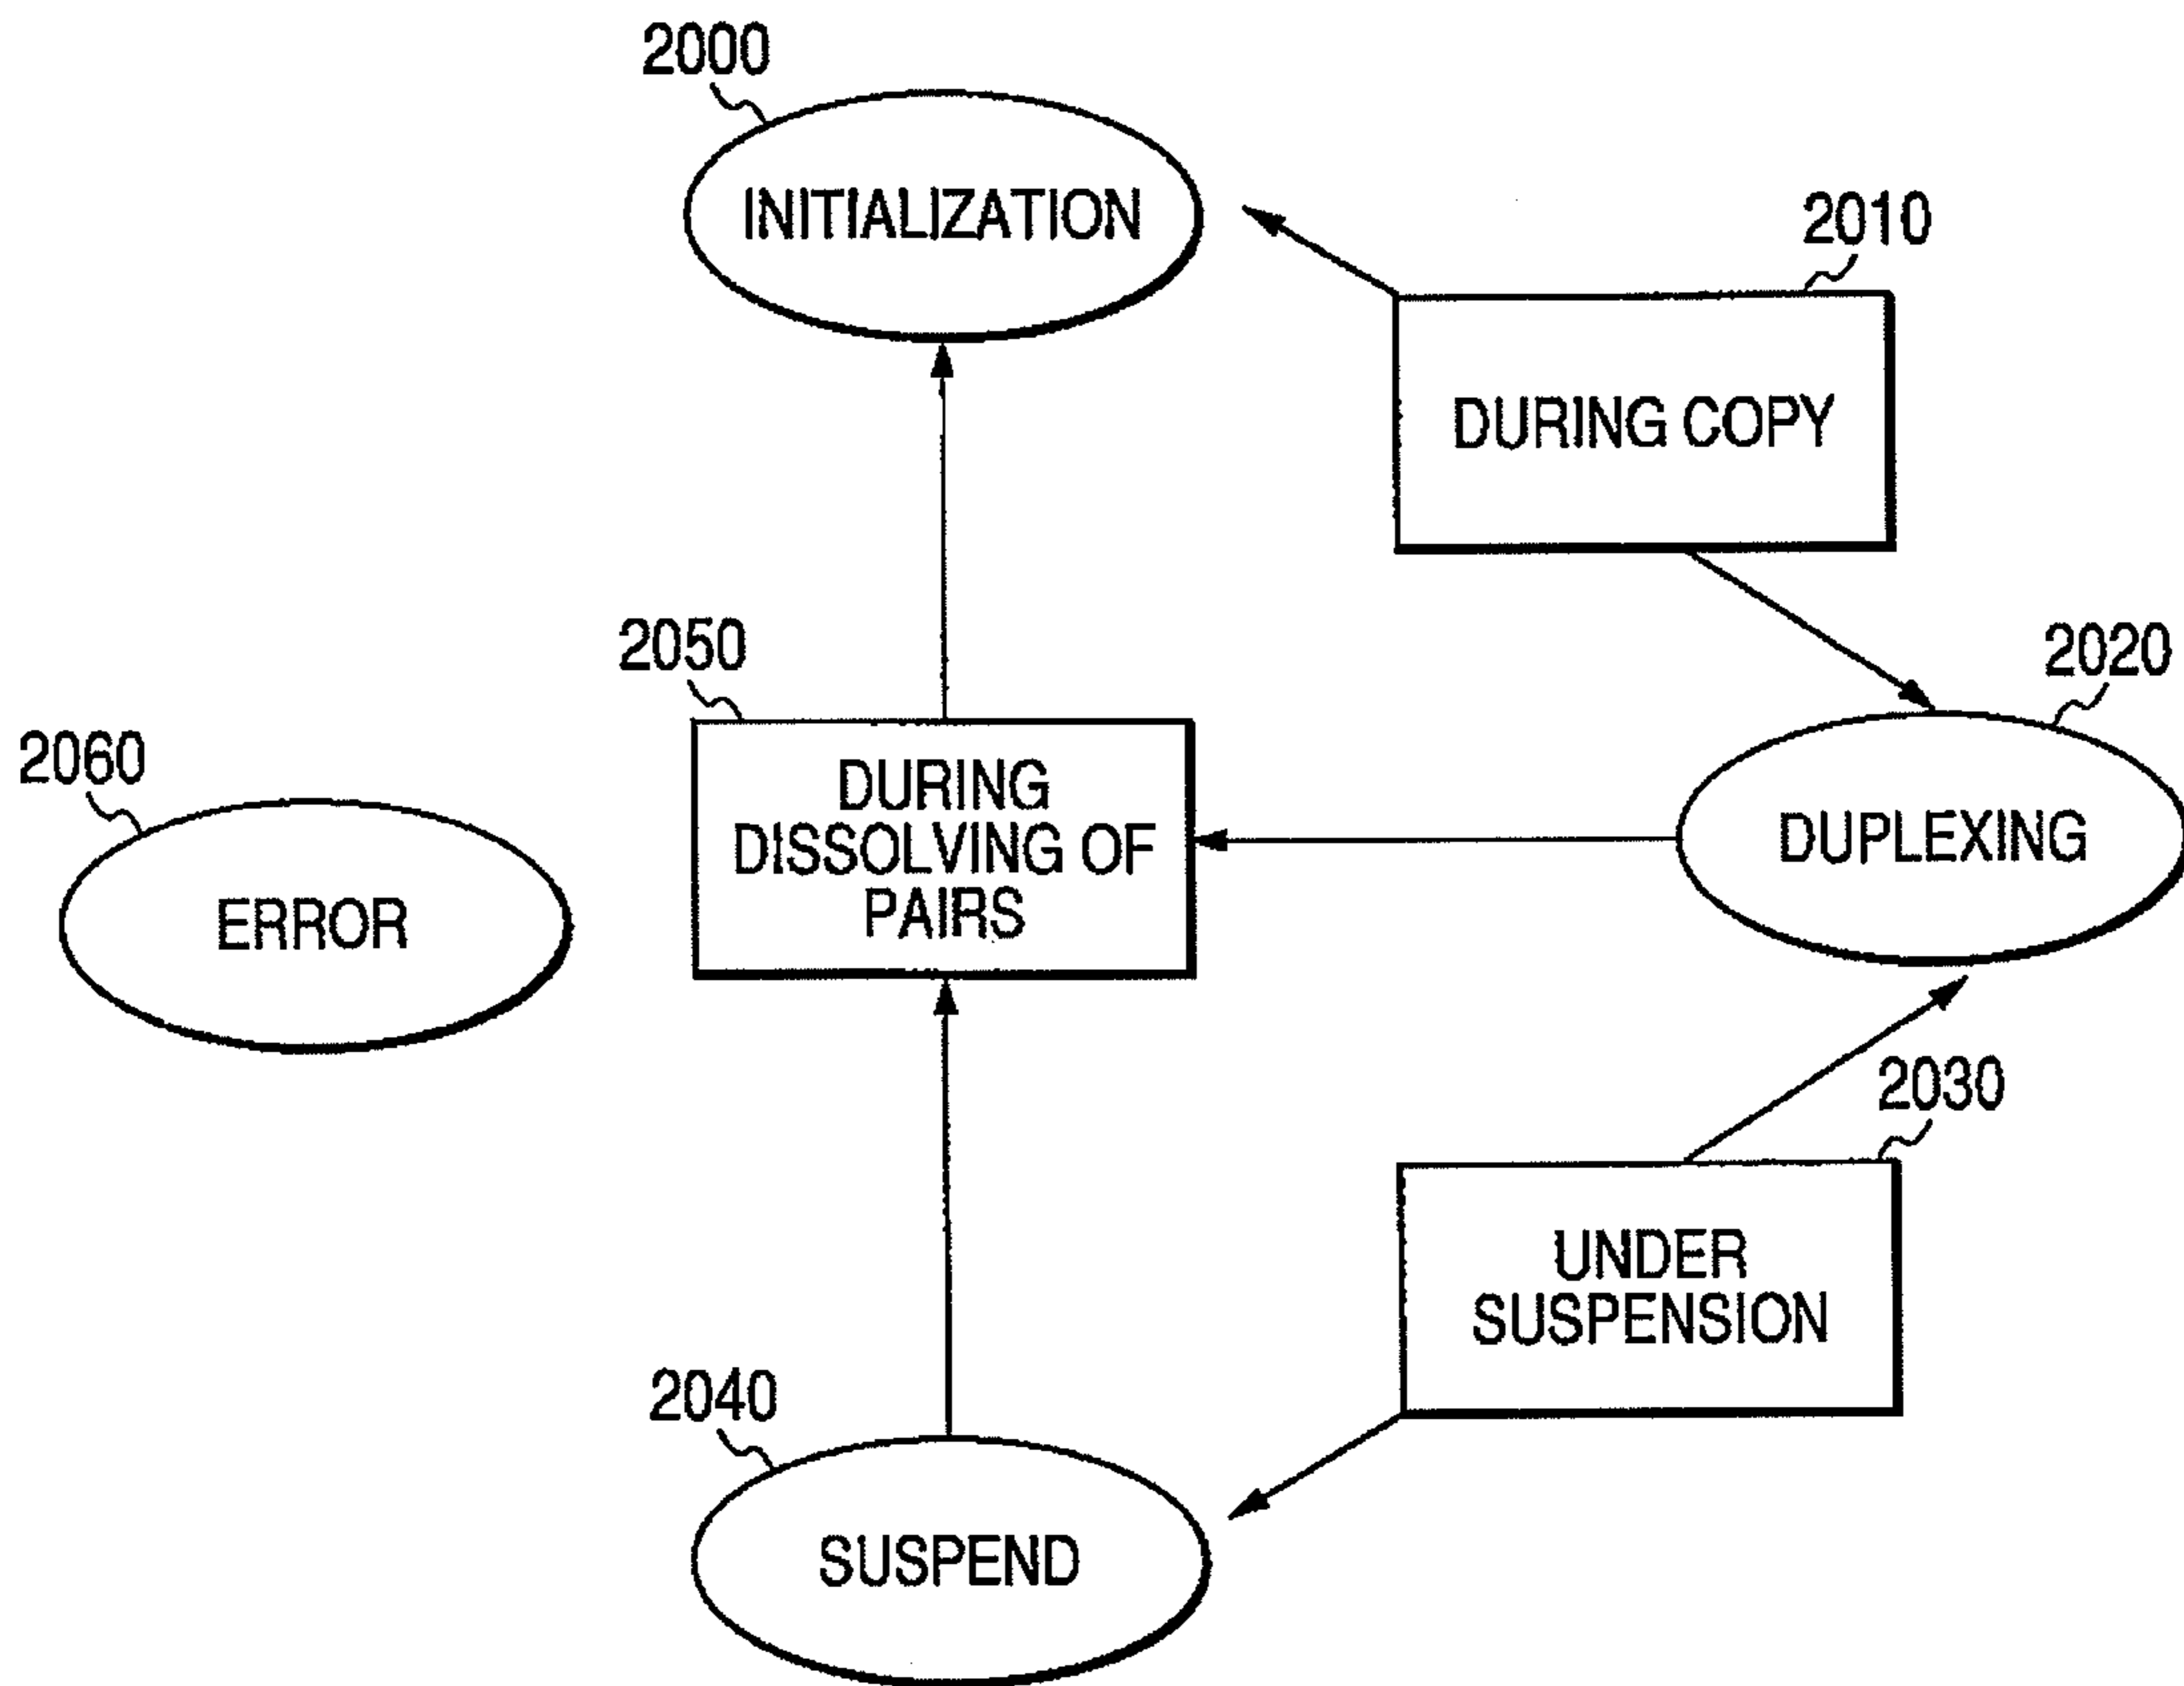 2000
INITIALIZATION
2010
DURING COPY
2050
DURING
DISSOLVING OF
PAIRS
2020
DUPLEXING
2060
ERROR
2030
UNDER
SUSPENSION
2040
SUSPEND